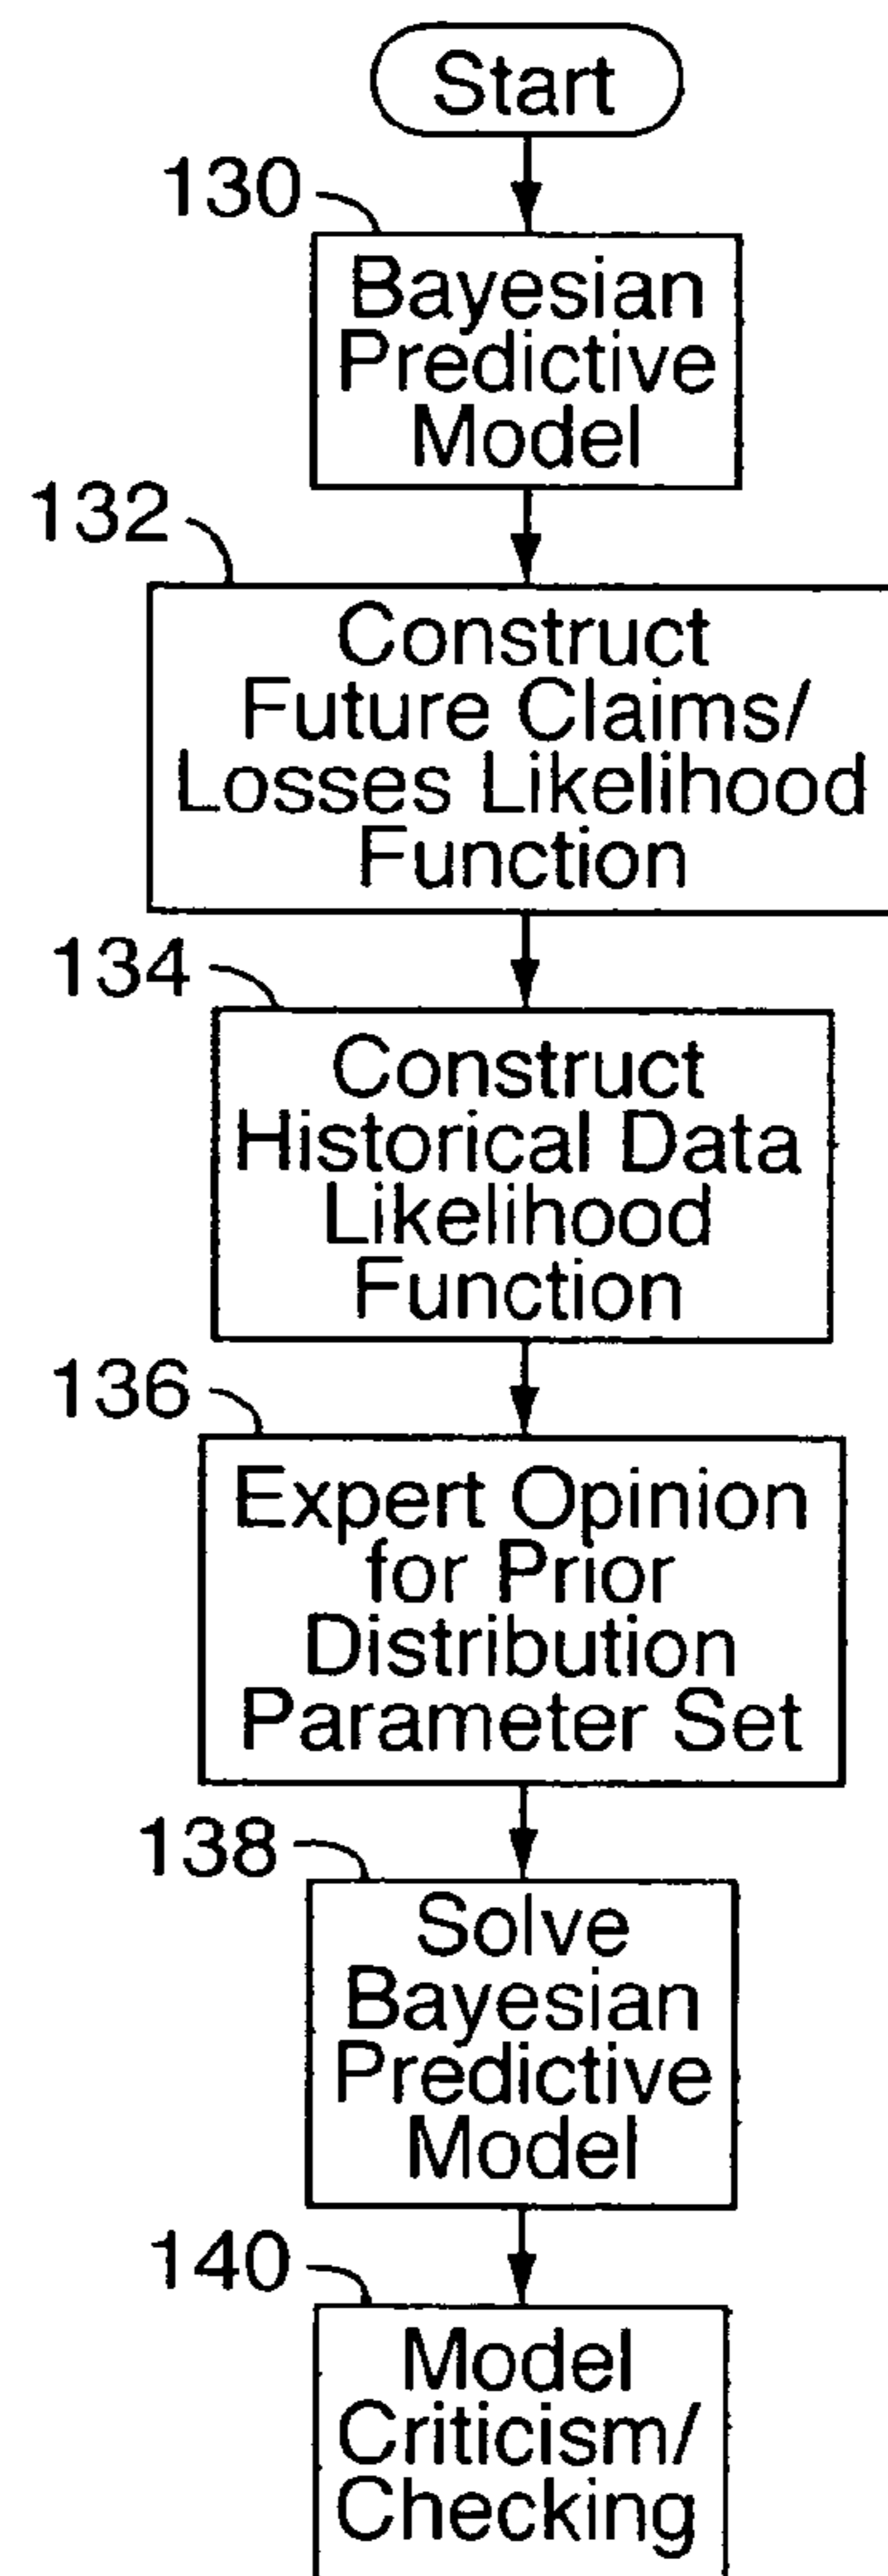 Start
130
Bayesian
Predictive
Model
132
Construct
Future Claims/
Losses Likelihood
Function
134
Construct
Historical Data
Likelihood
Function
136
Expert Opinion
for Prior
Distribution
Parameter Set
138
Solve
Bayesian
Predictive
Model
140
Model
Criticism/
Checking